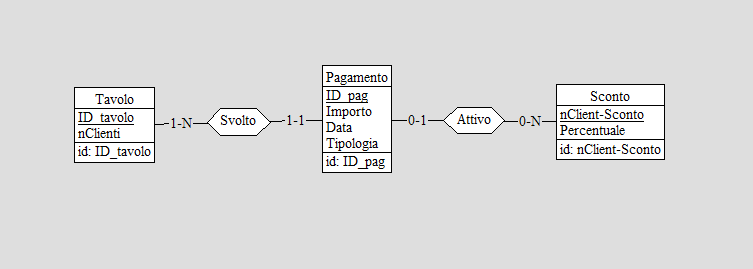 Tavolo
ID_tavolo
nClienti
id: ID_tavolo
1-N
Svolto
1-1
Pagamento
ID_pag
Importo
Data
Tipologia
id: ID_pag
0-1
Attivo
0-N
Sconto
nClient-Sconto
Percentuale
id: nClient-Sconto